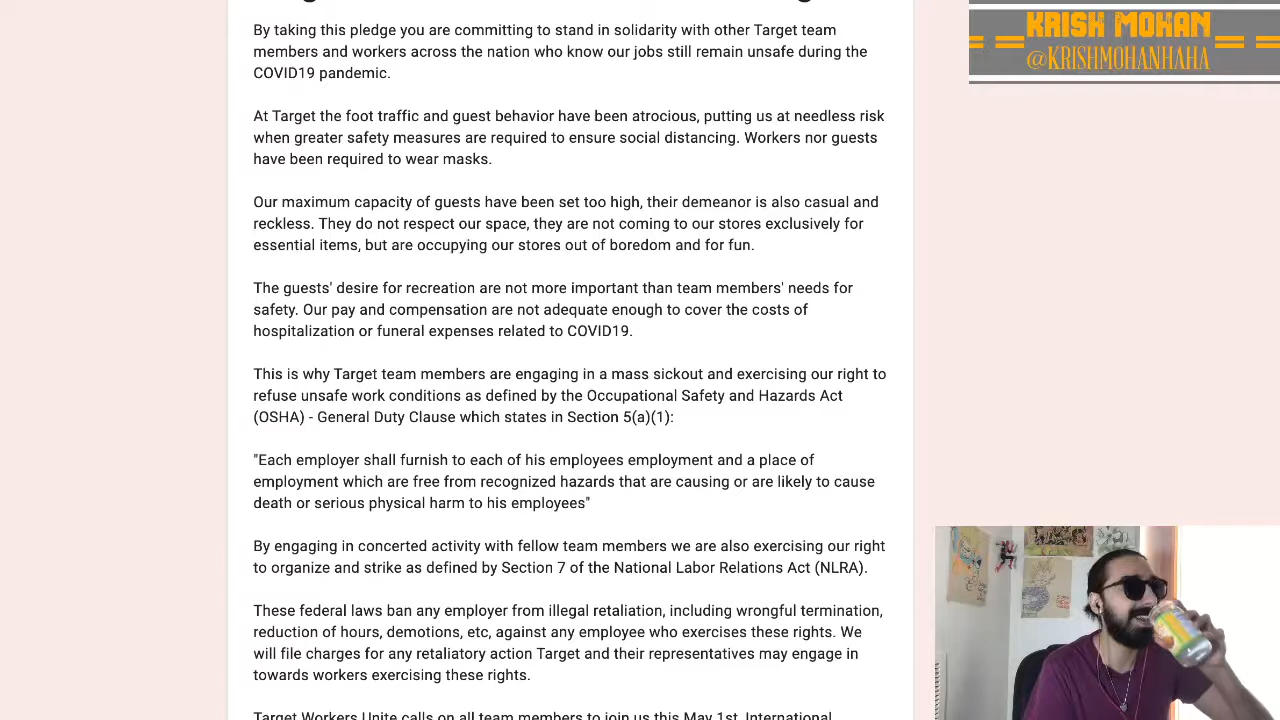 KRISH MOHAN
@KRISHMOHANHAHA
By taking this pledge you are committing to stand in solidarity with other Target team
members and workers across the nation who know our jobs still remain unsafe during the
COVID19 pandemic.
At Target the foot traffic and guest behavior have been atrocious, putting us at needless risk
when greater safety measures are required to ensure social distancing. Workers nor guests
have been required to wear masks.
Our maximum capacity of guests have been set too high, their demeanor is also casual and
reckless. They do not respect our space, they are not coming to our stores exclusively for
essential items, but are occupying our stores out of boredom and for fun.
The guests' desire for recreation are not more important than team members' needs for
safety. Our pay and compensation are not adequate enough to cover the costs of
hospitalization or funeral expenses related to COVID19.
This is why Target team members are engaging in a mass sickout and exercising our right to
refuse unsafe work conditions as defined by the Occupational Safety and Hazards Act
(OSHA) - General Duty Clause which states in Section 5(a)(1):
"Each employer shall furnish to each of his employees employment and a place of
employment which are free from recognized hazards that are causing or are likely to cause
death or serious physical harm to his employees"
By engaging in concerted activity with fellow team members we are also exercising our right
to organize and strike as defined by Section 7 of the National Labor Relations Act (NLRA).
These federal laws ban any employer from illegal retaliation, including wrongful termination,
reduction of hours, demotions, etc, against any employee who exercises these rights. We
will file charges for any retaliatory action Target and their representatives may engage in
towards workers exercising these rights.
Target Workers Unite calls on all team members to join us this May 1st, International